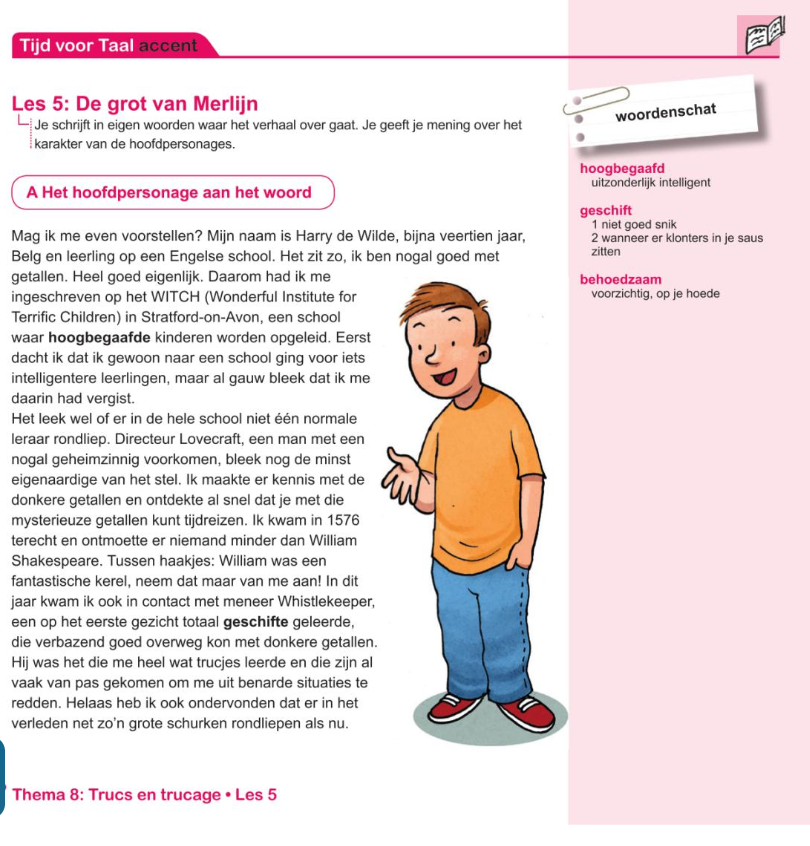 Tijd voor Taal accent
Les 5: De grot van Merlijn
Je schrijft in eigen woorden waar het verhaal over gaat. Je geeft je mening over het
karakter van de hoofdpersonages.
A Het hoofdpersonage aan het woord
Mag ik me even voorstellen? Mijn naam is Harry de Wilde, bijna veertien jaar,
Belg en leerling op een Engelse school. Het zit zo, ik ben nogal goed met
getallen. Heel goed eigenlijk. Daarom had ik me
ingeschreven op het WITCH (Wonderful Institute for
Terrific Children) in Stratford-on-Avon, een school
waar hoogbegaafde kinderen worden opgeleid. Eerst
dacht ik dat ik gewoon naar een school ging voor iets
intelligentere leerlingen, maar al gauw bleek dat ik me
daarin had vergist.
Het leek wel of er in de hele school niet één normale
leraar rondliep. Directeur Lovecraft, een man met een
nogal geheimzinnig voorkomen, bleek nog de minst
eigenaardige van het stel. Ik maakte er kennis met de
donkere getallen en ontdekte al snel dat je met die
mysterieuze getallen kunt tijdreizen. Ik kwam in 1576
terecht en ontmoette er niemand minder dan William
Shakespeare. Tussen haakjes: William was een
fantastische kerel, neem dat maar van me aan! In dit
jaar kwam ik ook in contact met meneer Whistlekeeper,
een op het eerste gezicht totaal geschifte geleerde,
die verbazend goed overweg kon met donkere getallen.
Hij was het die me heel wat trucjes leerde en die zijn al
vaak van pas gekomen om me uit benarde situaties te
redden. Helaas heb ik ook ondervonden dat er in het
verleden net zo'n grote schurken rondliepen als nu.
woordenschat
hoogbegaafd
uitzonderlijk intelligent
geschift
1 niet goed snik
2 wanneer er klonters in je saus
zitten
behoedzaam
voorzichtig, op je hoede
Thema 8: Trucs en trucage • Les 5